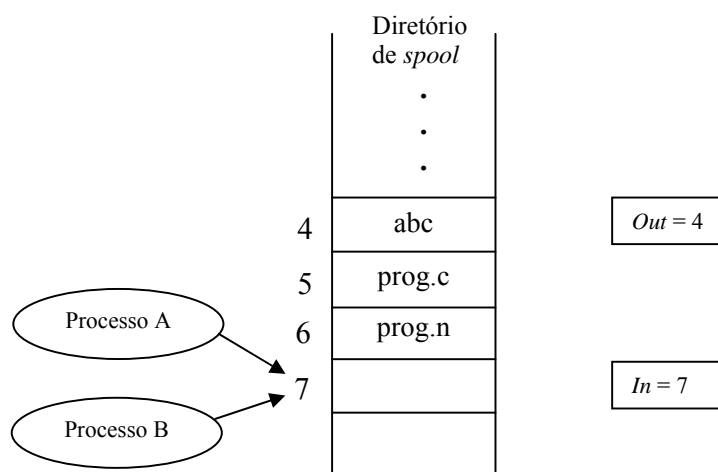 Diretório
de spool
4 abc Out = 4
5 prog.c
Processo A
6 prog.n
7 In = 7
Processo B